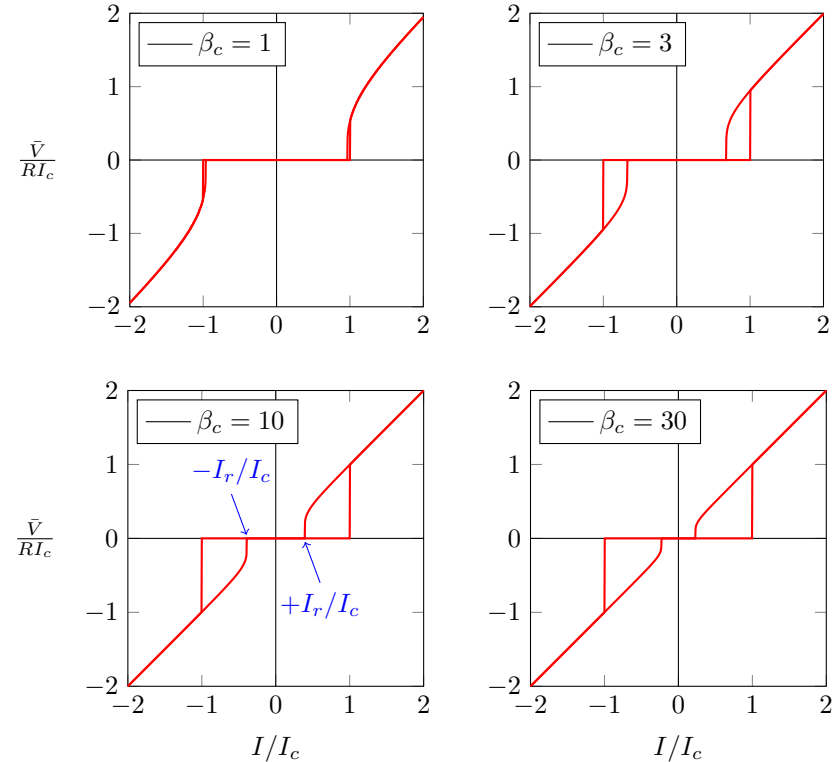 2
1
0
−1
−2
−2 −1 0 1 2
V̄/RI_c
β_c = 1
2
1
0
−1
−2
−2 −1 0 1 2
β_c = 3
2
1
0
−1
−2
−2 −1 0 1 2
V̄/RI_c
I/I_c
β_c = 10
−I_r/I_c
+I_r/I_c
2
1
0
−1
−2
−2 −1 0 1 2
I/I_c
β_c = 30